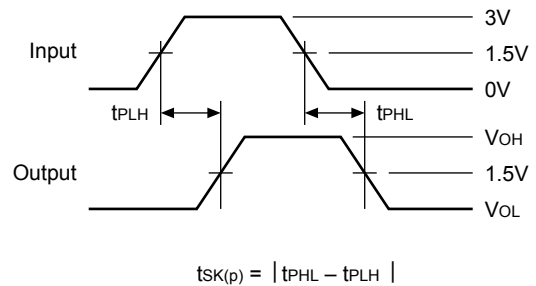 3V
Input
1.5V
0V
tPLH
tPHL
VOH
Output
1.5V
VOL
tSK(p) = | tPHL – tPLH |